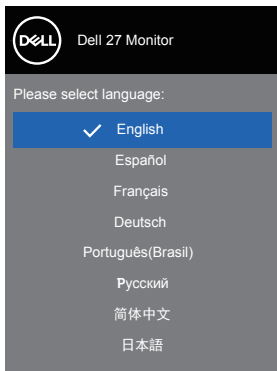 DELL
Dell 27 Monitor
Please select language:
English
Español
Français
Deutsch
Português(Brasil)
Русский
简体中文
日本語